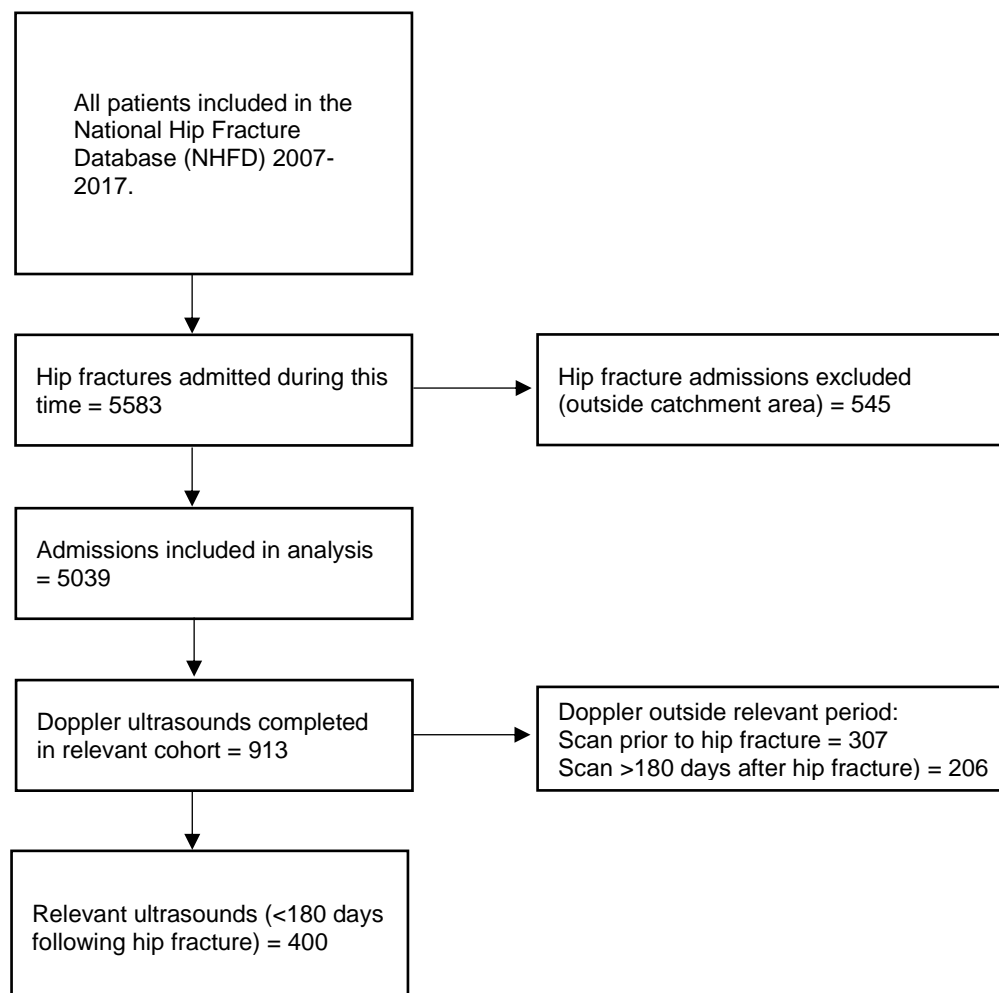 All patients included in the
National Hip Fracture
Database (NHFD) 2007-
2017.
Hip fractures admitted during this
time = 5583
Hip fracture admissions excluded
(outside catchment area) = 545
Admissions included in analysis
= 5039
Doppler ultrasounds completed
in relevant cohort = 913
Doppler outside relevant period:
Scan prior to hip fracture = 307
Scan >180 days after hip fracture) = 206
Relevant ultrasounds (<180 days
following hip fracture) = 400